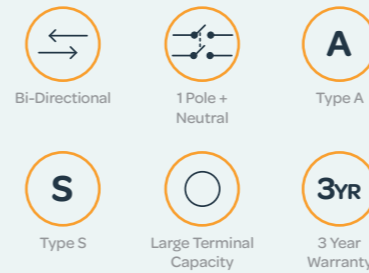 A
Bi-Directional
1 Pole +
Neutral
Type A
S
3YR
Type S
Large Terminal
Capacity
3 Year
Warranty